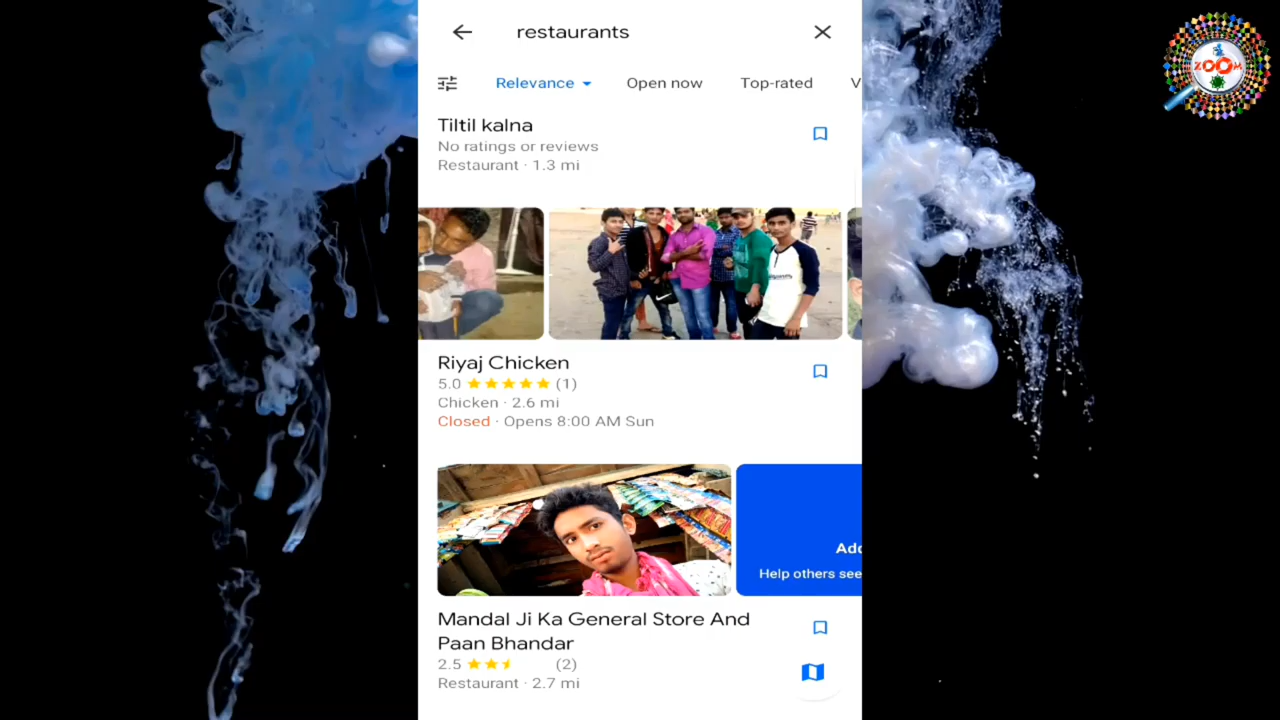 restaurants
Relevance Open now Top-rated V
Tiltil kalna
No ratings or reviews
Restaurant · 1.3 mi
Riyaj Chicken
5.0 (1)
Chicken · 2.6 mi
Closed · Opens 8:00 AM Sun
Add
Help others see
Mandal Ji Ka General Store And
Paan Bhandar
2.5 (2)
Restaurant · 2.7 mi
ZOOM